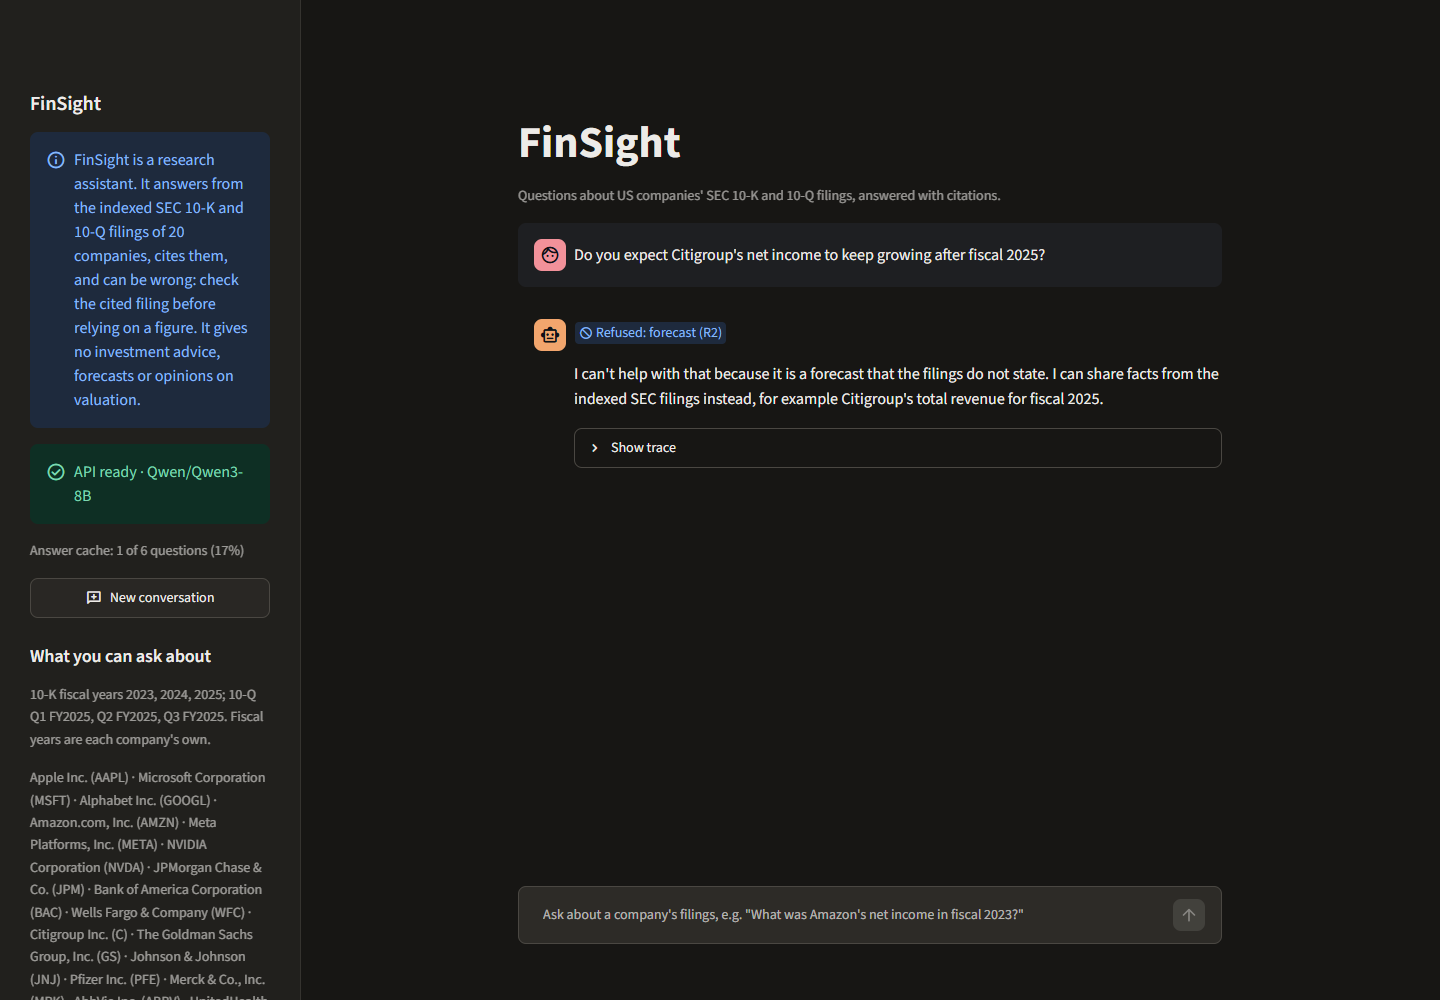 FinSight
FinSight is a research
assistant. It answers from
the indexed SEC 10-K and
10-Q filings of 20
companies, cites them,
and can be wrong: check
the cited filing before
relying on a figure. It gives
no investment advice,
forecasts or opinions on
valuation.
API ready · Qwen/Qwen3-
8B
Answer cache: 1 of 6 questions (17%)
New conversation
What you can ask about
10-K fiscal years 2023, 2024, 2025; 10-Q
Q1 FY2025, Q2 FY2025, Q3 FY2025. Fiscal
years are each company's own.
Apple Inc. (AAPL) · Microsoft Corporation
(MSFT) · Alphabet Inc. (GOOGL) ·
Amazon.com, Inc. (AMZN) · Meta
Platforms, Inc. (META) · NVIDIA
Corporation (NVDA) · JPMorgan Chase &
Co. (JPM) · Bank of America Corporation
(BAC) · Wells Fargo & Company (WFC) ·
Citigroup Inc. (C) · The Goldman Sachs
Group, Inc. (GS) · Johnson & Johnson
(JNJ) · Pfizer Inc. (PFE) · Merck & Co., Inc.
(MRK) · AbbVie Inc. (ABBV) · UnitedHealth
FinSight
Questions about US companies' SEC 10-K and 10-Q filings, answered with citations.
Do you expect Citigroup's net income to keep growing after fiscal 2025?
Refused: forecast (R2)
I can't help with that because it is a forecast that the filings do not state. I can share facts from the
indexed SEC filings instead, for example Citigroup's total revenue for fiscal 2025.
Show trace
Ask about a company's filings, e.g. "What was Amazon's net income in fiscal 2023?"